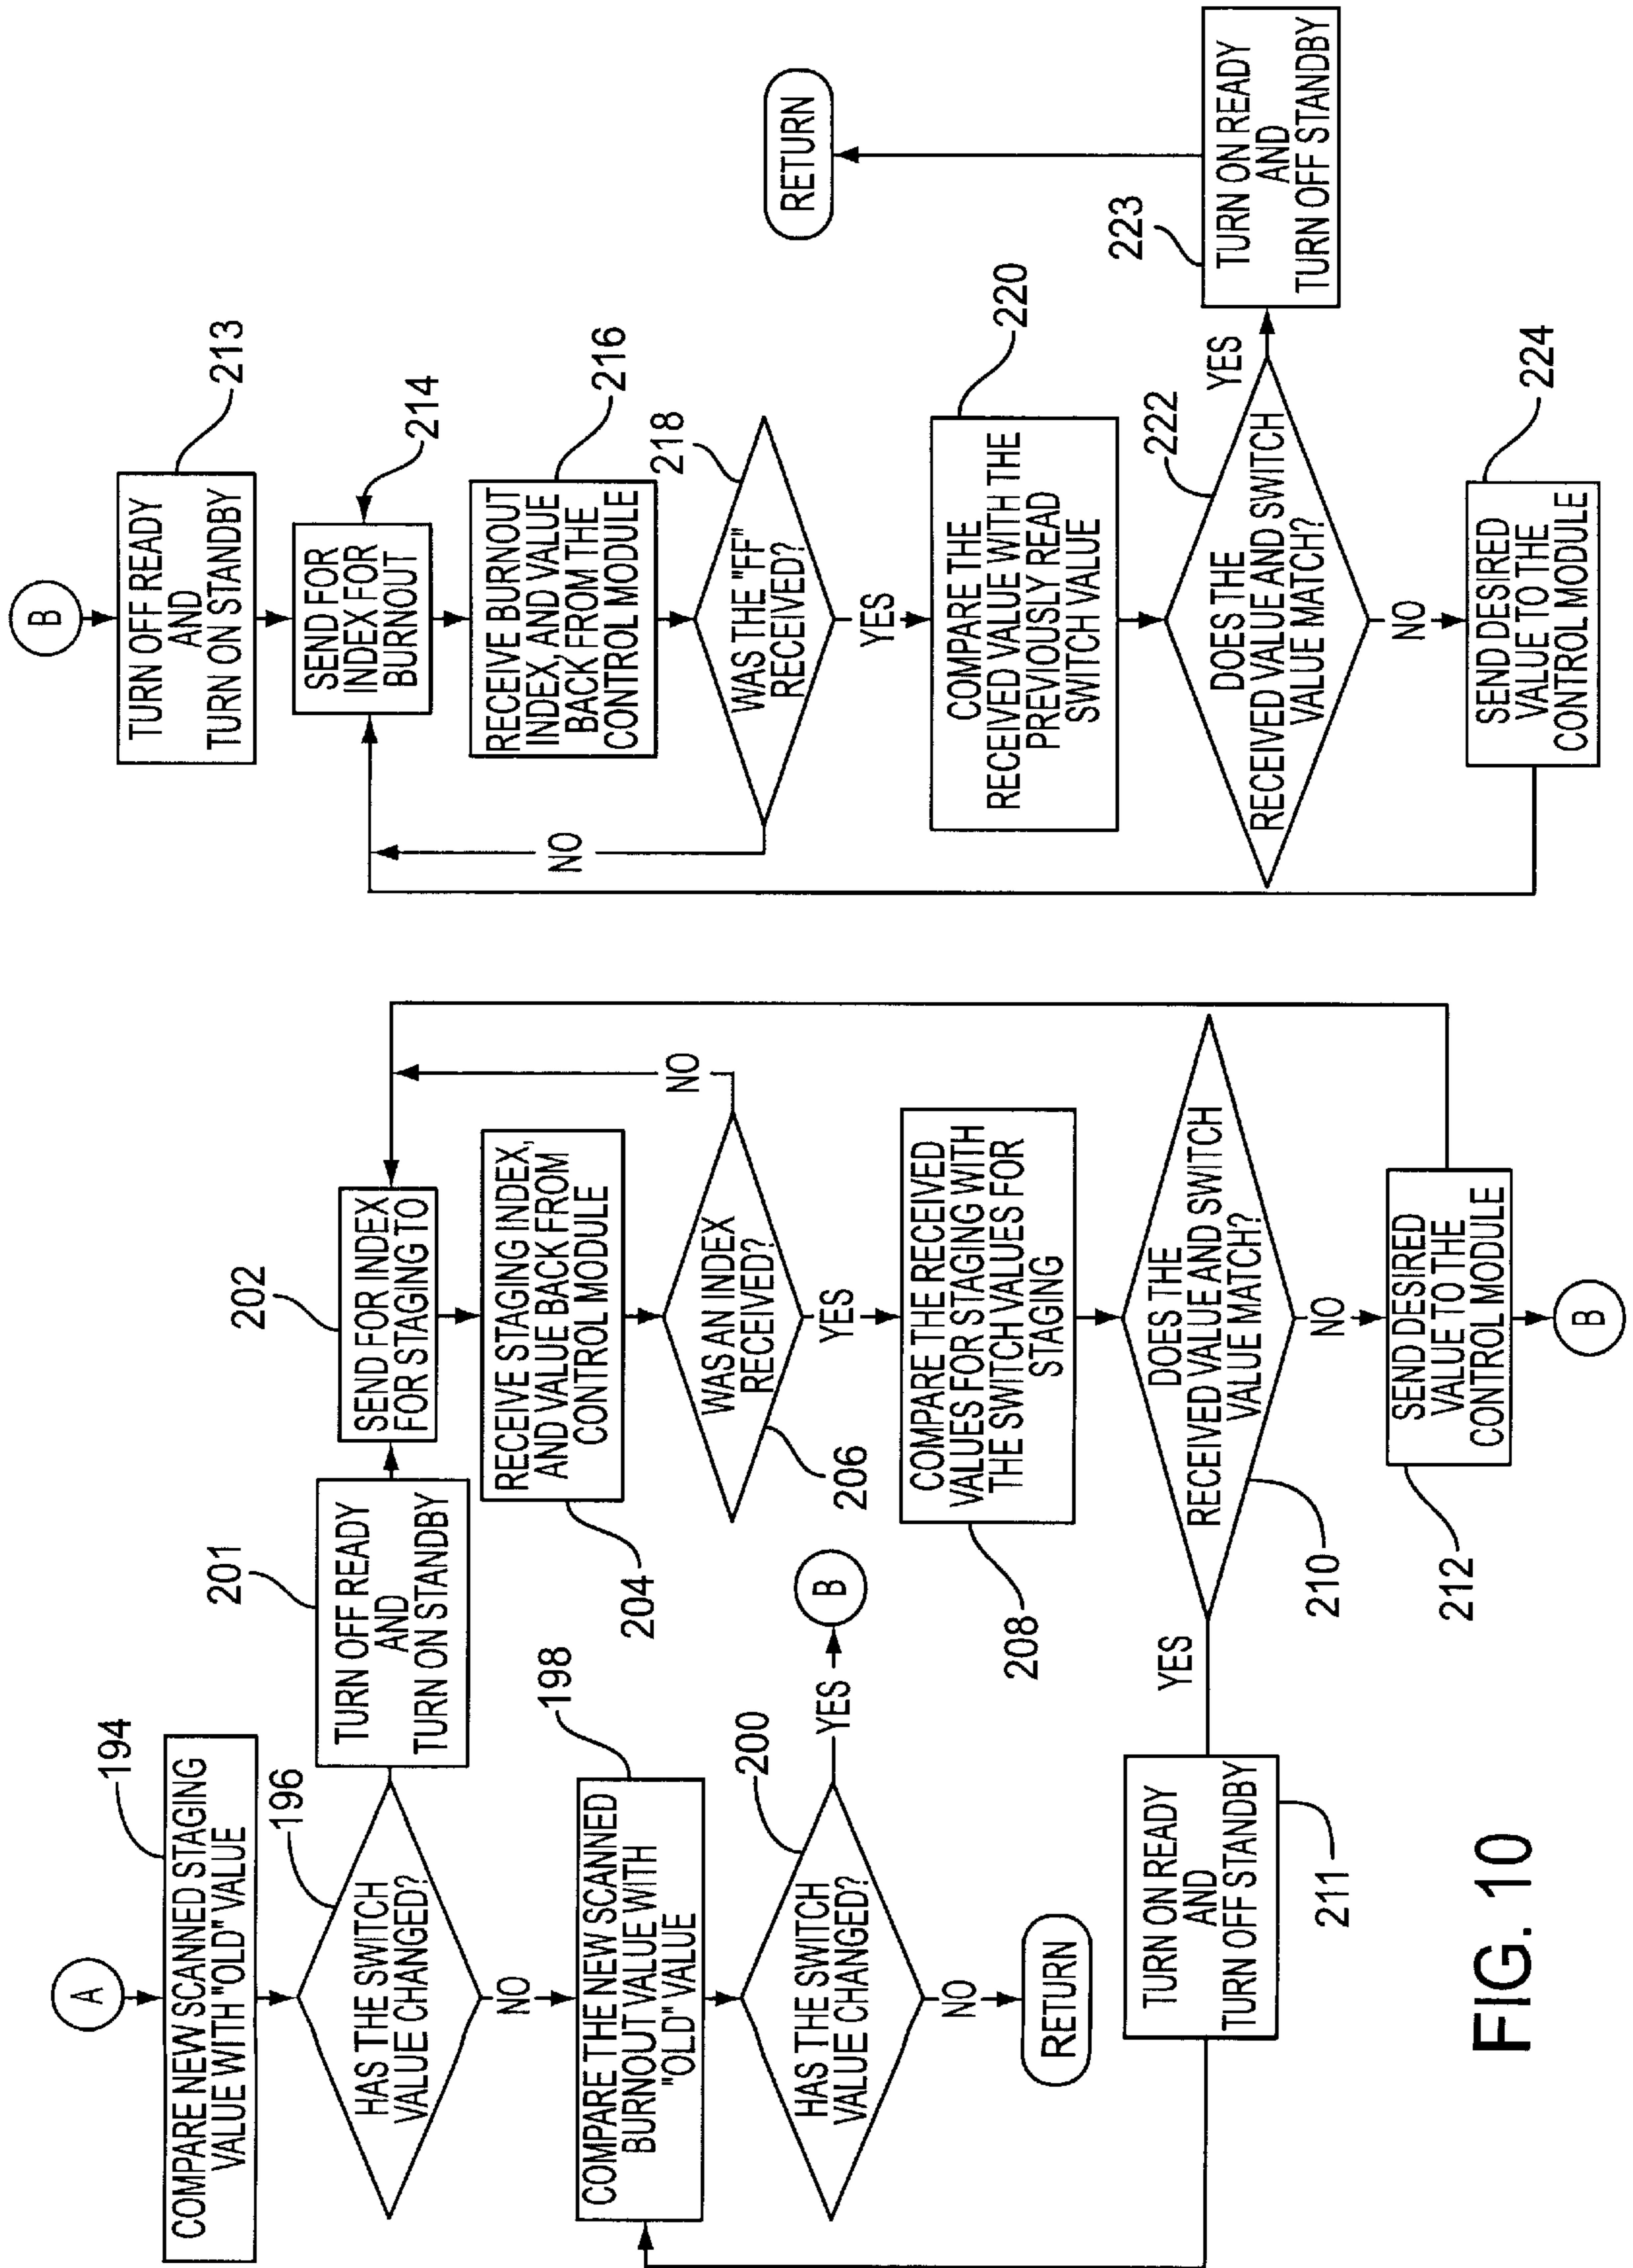 A
COMPARE NEW SCANNED STAGING
VALUE WITH "OLD" VALUE
194
HAS THE SWITCH
VALUE CHANGED?
196
NO
COMPARE THE NEW SCANNED
BURNOUT VALUE WITH
"OLD" VALUE
198
HAS THE SWITCH
VALUE CHANGED?
200
YES
B
NO
RETURN
TURN OFF READY
AND
TURN ON STANDBY
201
SEND FOR INDEX
FOR STAGING TO
202
RECEIVE STAGING INDEX,
AND VALUE BACK FROM
CONTROL MODULE
204
WAS AN INDEX
RECEIVED?
206
NO
YES
COMPARE THE RECEIVED
VALUES FOR STAGING WITH
THE SWITCH VALUES FOR
STAGING
208
DOES THE
RECEIVED VALUE AND SWITCH
VALUE MATCH?
210
YES
TURN ON READY
AND
TURN OFF STANDBY
211
NO
SEND DESIRED
VALUE TO THE
CONTROL MODULE
212
B
B
TURN OFF READY
AND
TURN ON STANDBY
213
SEND FOR
INDEX FOR
BURNOUT
214
RECEIVE BURNOUT
INDEX, AND VALUE
BACK FROM THE
CONTROL MODULE
216
WAS THE "FF"
RECEIVED?
218
NO
YES
COMPARE THE
RECEIVED VALUE WITH THE
PREVIOUSLY READ
SWITCH VALUE
220
DOES THE
RECEIVED VALUE AND SWITCH
VALUE MATCH?
222
YES
TURN ON READY
AND
TURN OFF STANDBY
223
RETURN
NO
SEND DESIRED
VALUE TO THE
CONTROL MODULE
224
FIG. 10